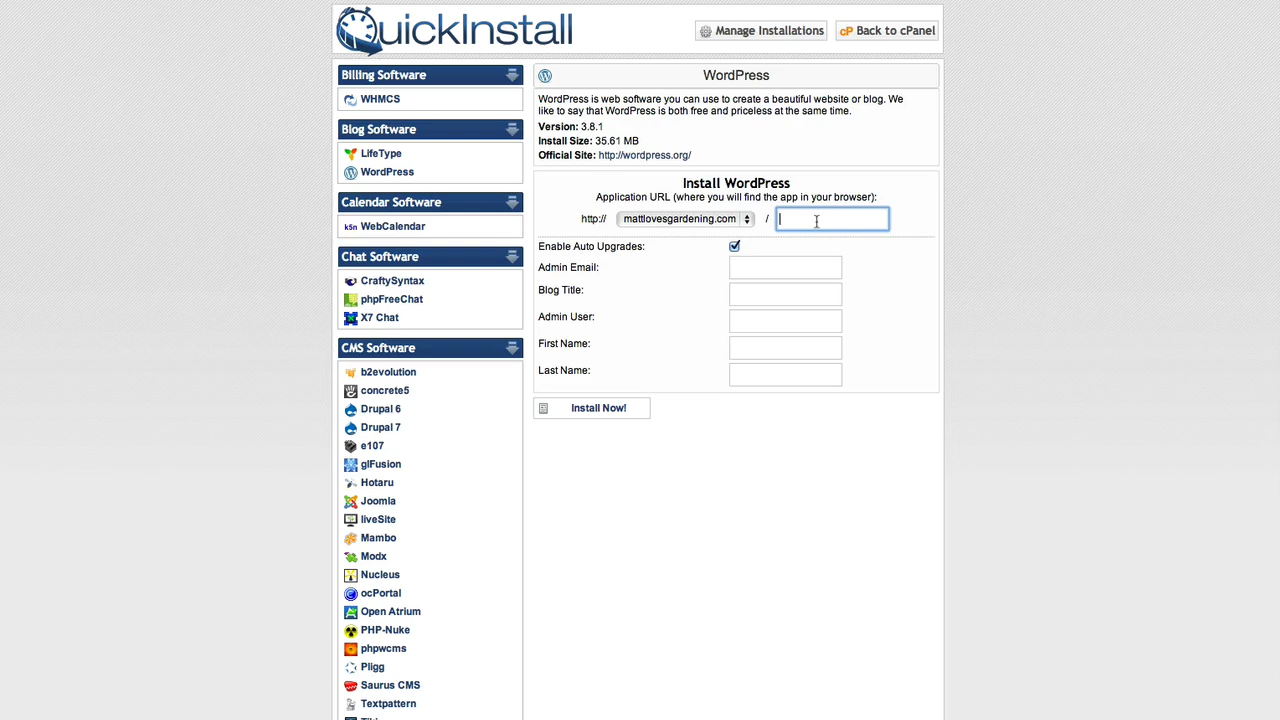 QuickInstall
Manage Installations
cP Back to cPanel
Billing Software
WHMCS
Blog Software
LifeType
WordPress
Calendar Software
k5n WebCalendar
Chat Software
CraftySyntax
phpFreeChat
X7 Chat
CMS Software
b2evolution
concrete5
Drupal 6
Drupal 7
e107
glFusion
Hotaru
Joomla
liveSite
Mambo
Modx
Nucleus
ocPortal
Open Atrium
PHP-Nuke
phpwcms
Pligg
Saurus CMS
Textpattern
WordPress
WordPress is web software you can use to create a beautiful website or blog. We
like to say that WordPress is both free and priceless at the same time.
Version: 3.8.1
Install Size: 35.61 MB
Official Site: http://wordpress.org/
Install WordPress
Application URL (where you will find the app in your browser):
http:// mattlovesgardening.com /
Enable Auto Upgrades:
Admin Email:
Blog Title:
Admin User:
First Name:
Last Name:
Install Now!